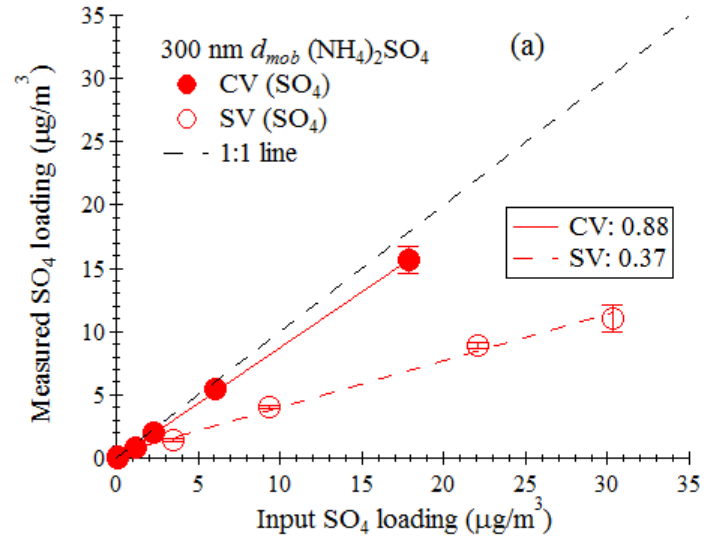 35
30
25
20
15
10
5
0
Measured SO₄ loading (μg/m³)
300 nm dmob (NH₄)₂SO₄
CV (SO₄)
SV (SO₄)
1:1 line
(a)
CV: 0.88
SV: 0.37
0 5 10 15 20 25 30 35
Input SO₄ loading (μg/m³)